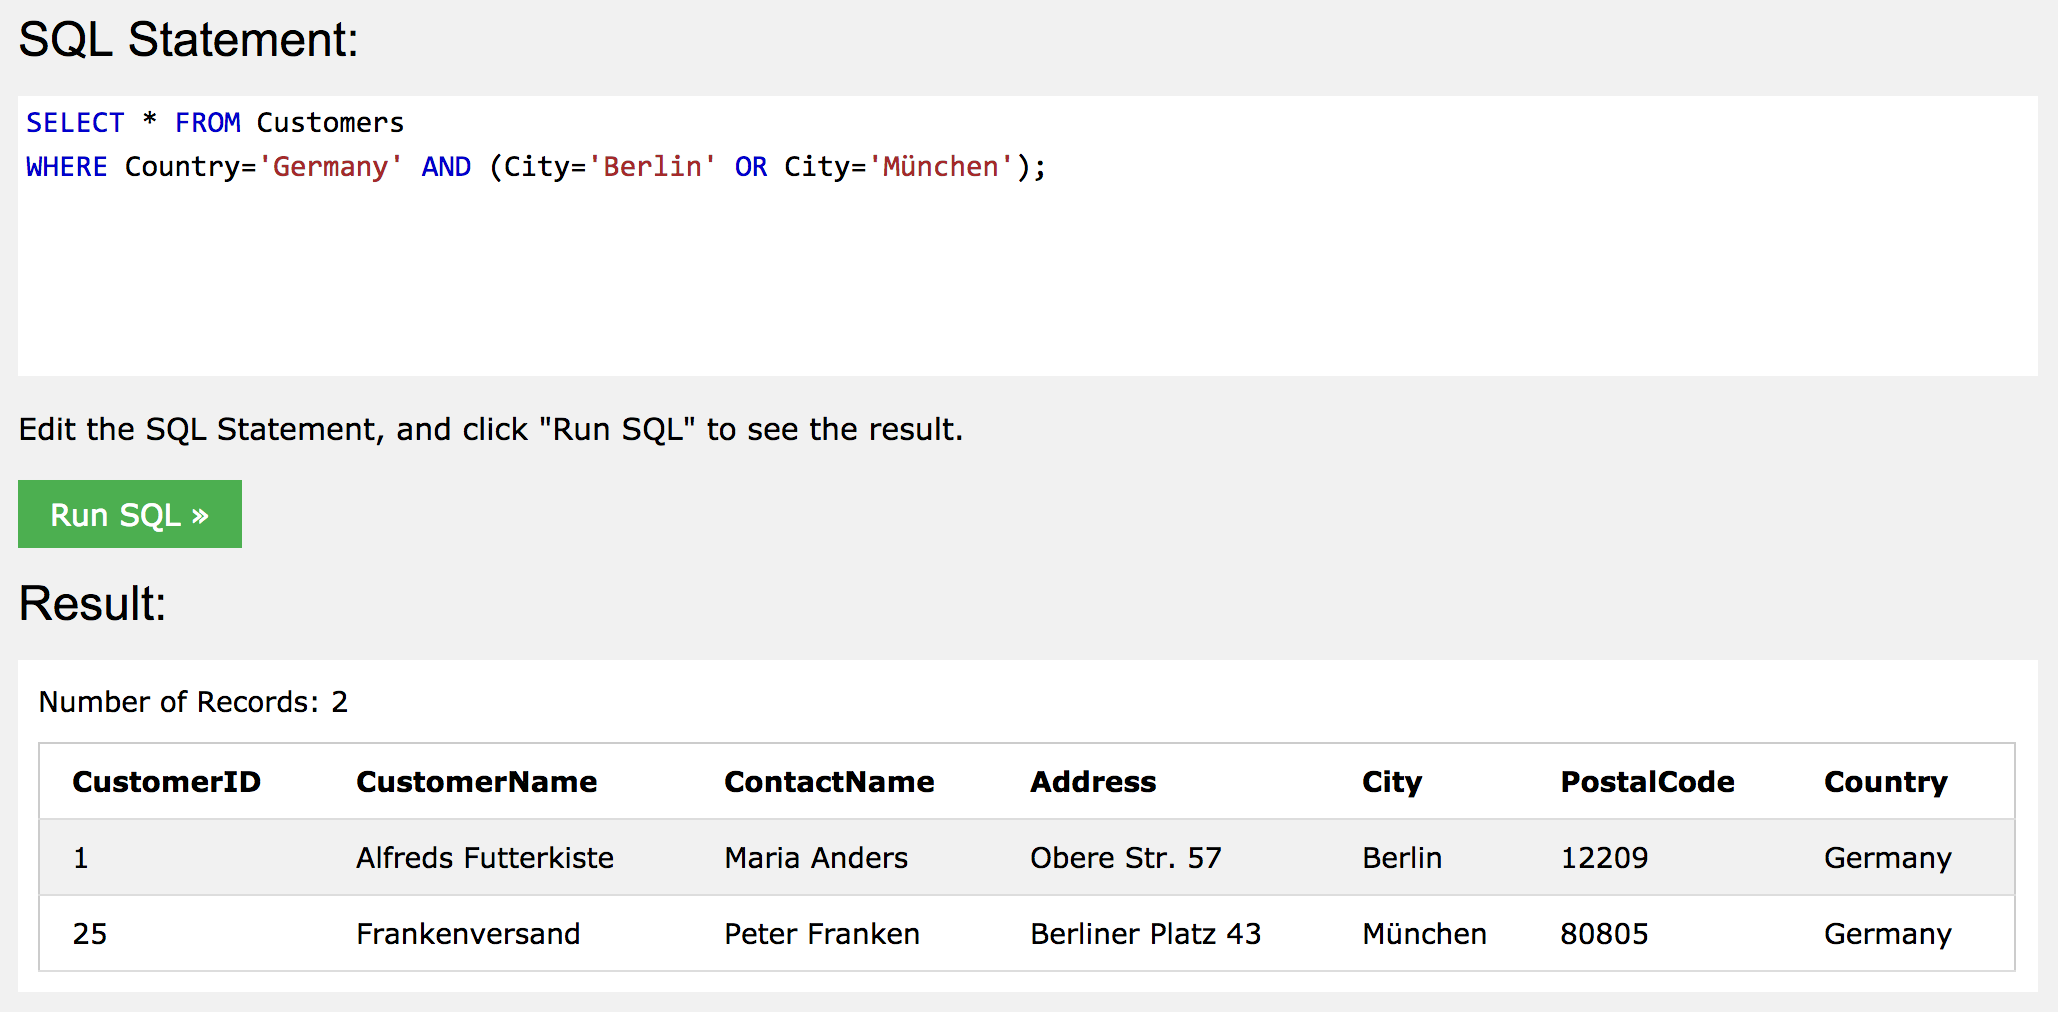 SQL Statement:
SELECT * FROM Customers
WHERE Country='Germany' AND (City='Berlin' OR City='München');
Edit the SQL Statement, and click "Run SQL" to see the result.
Run SQL »
Result:
Number of Records: 2
CustomerID CustomerName ContactName Address City PostalCode Country
1 Alfreds Futterkiste Maria Anders Obere Str. 57 Berlin 12209 Germany
25 Frankenversand Peter Franken Berliner Platz 43 München 80805 Germany